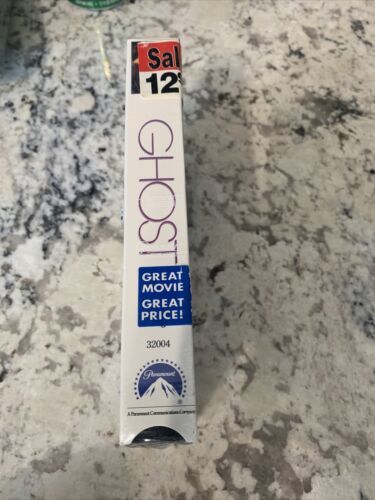 Sal
12
GHOST
GREAT
MOVIE
GREAT
PRICE!
32004
Paramount
A Paramount Communications Company